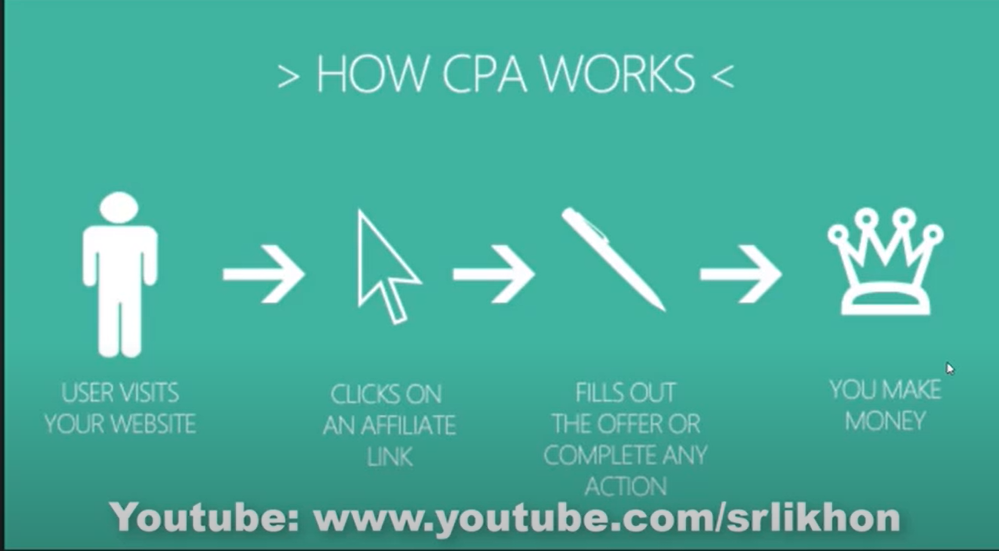 > HOW CPA WORKS <
USER VISITS
YOUR WEBSITE
CLICKS ON
AN AFFILIATE
LINK
FILLS OUT
THE OFFER OR
COMPLETE ANY
ACTION
YOU MAKE
MONEY
Youtube: www.youtube.com/srlikhon